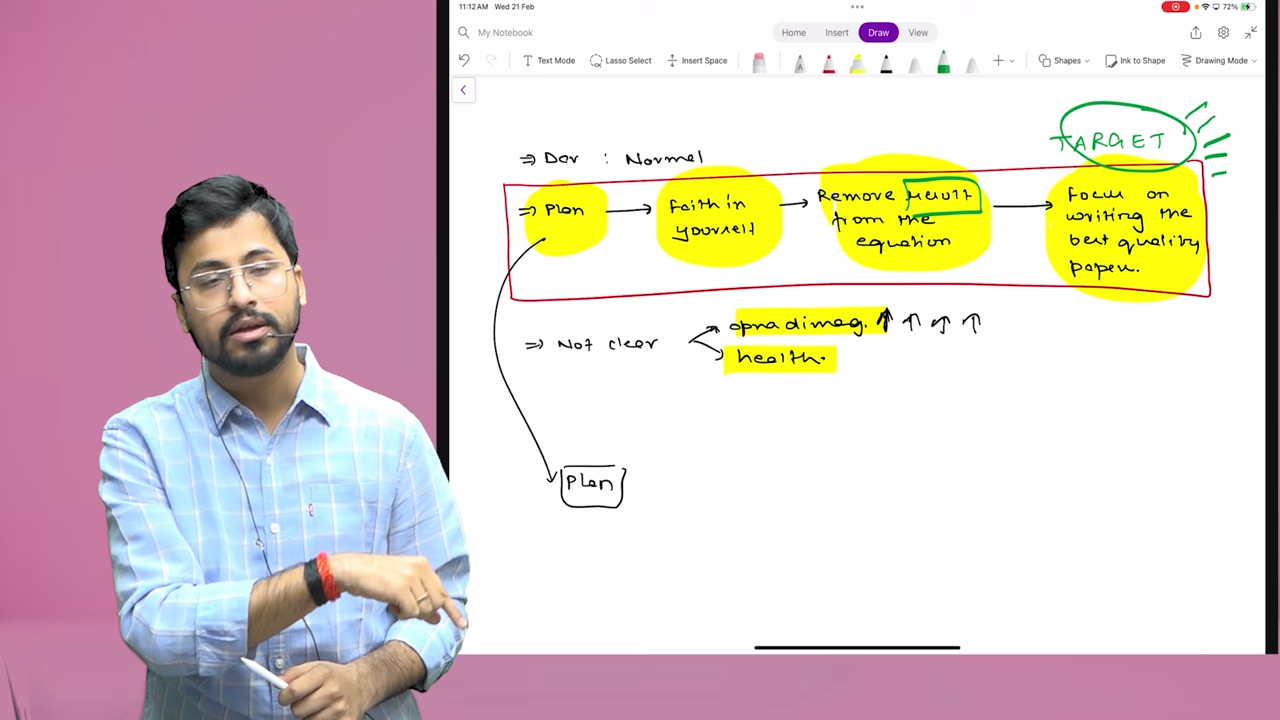 11:12 AM Wed 21 Feb
72%
My Notebook
Home Insert Draw View
Text Mode Lasso Select Insert Space Shapes Ink to Shape Drawing Mode
TARGET
⇒ Dar : Normal
⇒ Plan → Faith in yourself → Remove result from the equation → Focus on writing the best quality paper.
⇒ Not clear
apna dimag. ↑ ↑ ↑ ↑
health.
Plan